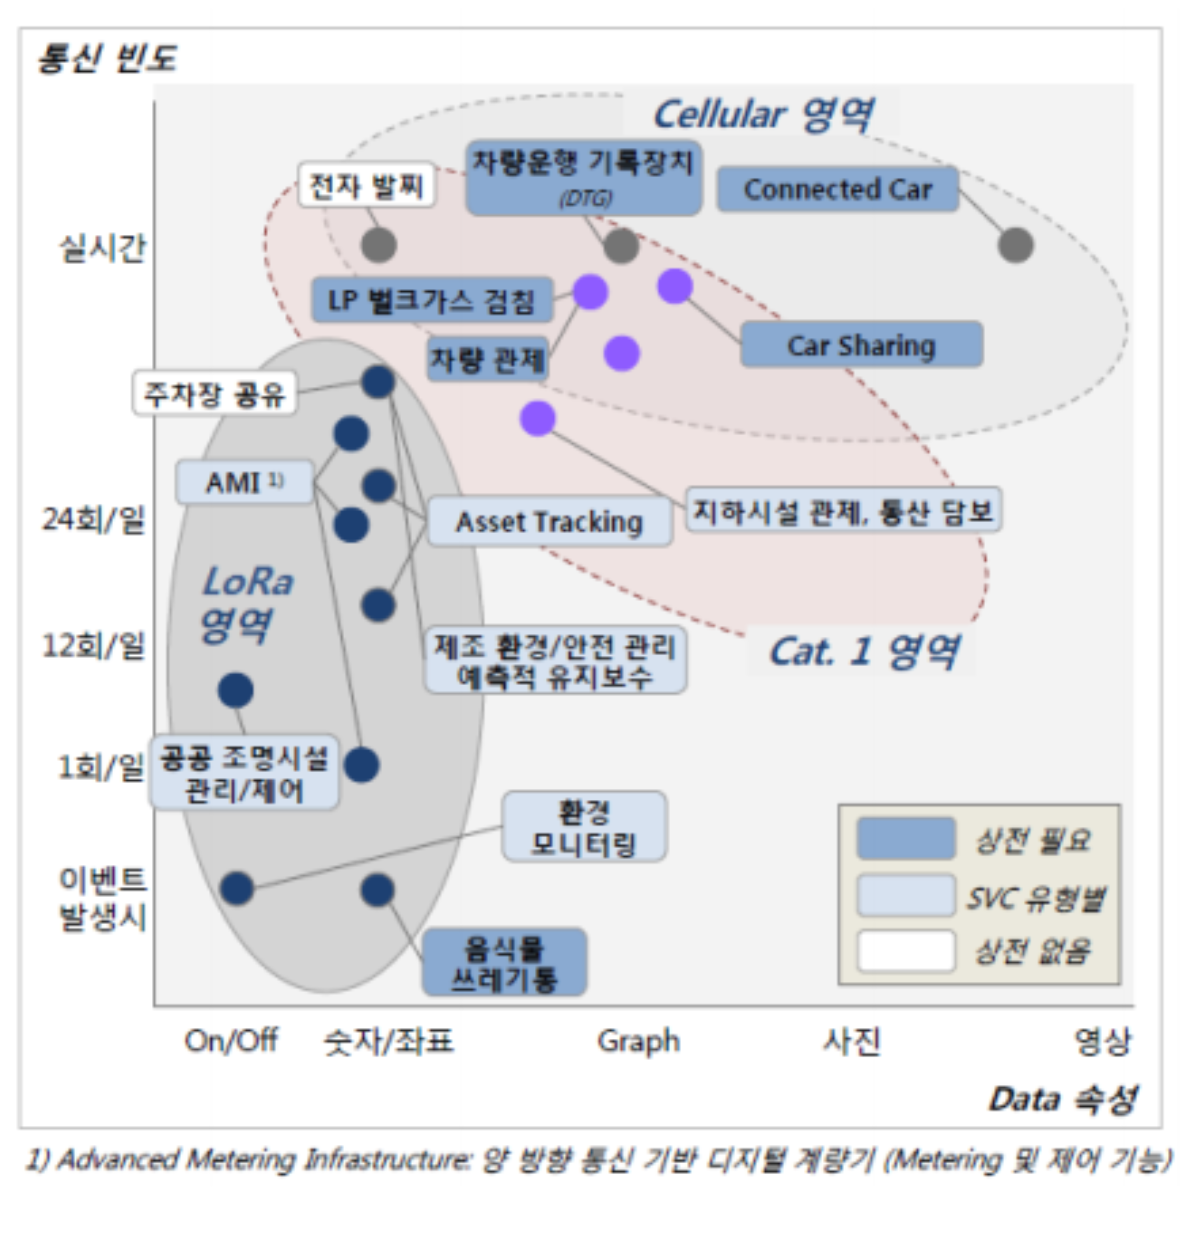 통신 빈도
Cellular 영역
전자 발찌
차량운행 기록장치
(DTG)
Connected Car
실시간
LP 벌크가스 검침
차량 관제
Car Sharing
주차장 공유
AMI 1)
Asset Tracking
지하시설 관제, 통산 담보
24회/일
LoRa
영역
12회/일
제조 환경/안전 관리
예측적 유지보수
Cat. 1 영역
1회/일
공공 조명시설
관리/제어
환경
모니터링
이벤트
발생시
음식물
쓰레기통
상전 필요
SVC 유형별
상전 없음
On/Off
숫자/좌표
Graph
사진
영상
Data 속성
1) Advanced Metering Infrastructure: 양 방향 통신 기반 디지털 계량기 (Metering 및 제어 기능)